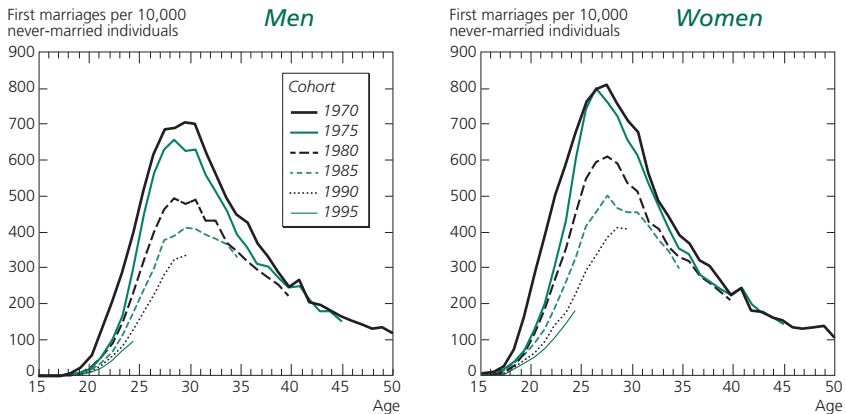 First marriages per 10,000
never-married individuals
Men
900
800
700
600
500
400
300
200
100
0
15 20 25 30 35 40 45 50
Age
Cohort
1970
1975
1980
1985
1990
1995
First marriages per 10,000
never-married individuals
Women
900
800
700
600
500
400
300
200
100
0
15 20 25 30 35 40 45 50
Age